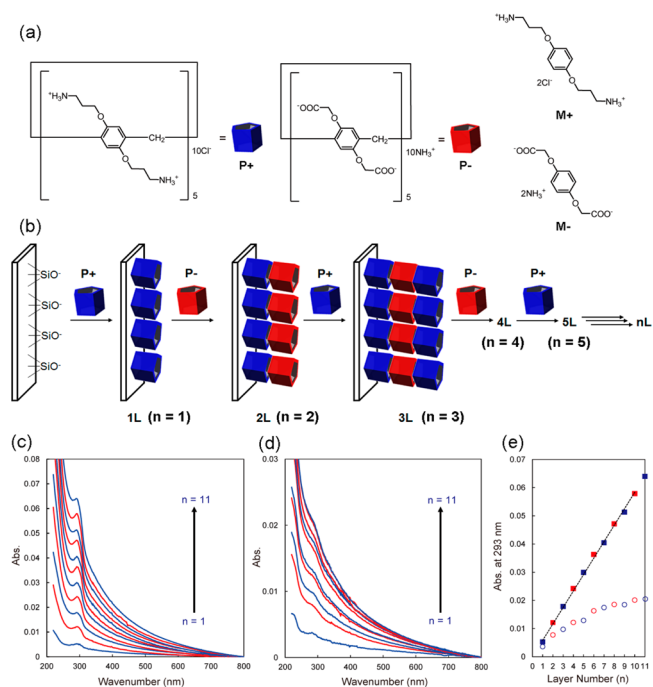 (a)
+H3N
O
CH2
10Cl-
O
NH3+
5
=
P+
-OOC
O
CH2
10NH3+
O
COO-
5
=
P-
+H3N
O
2Cl-
O
NH3+
M+
-OOC
O
2NH3+
O
COO-
M-
(b)
SiO-
SiO-
SiO-
SiO-
P+
P-
P+
P-
P+
1L (n = 1)
2L (n = 2)
3L (n = 3)
4L
(n = 4)
5L
(n = 5)
nL
(c)
Abs.
0.08
0.07
0.06
0.05
0.04
0.03
0.02
0.01
0
200 300 400 500 600 700 800
Wavenumber (nm)
n = 11
n = 1
(d)
Abs.
0.03
0.02
0.01
0
200 300 400 500 600 700 800
Wavenumber (nm)
n = 11
n = 1
(e)
Abs. at 293 nm
0.07
0.06
0.05
0.04
0.03
0.02
0.01
0
0 1 2 3 4 5 6 7 8 9 10 11
Layer Number (n)